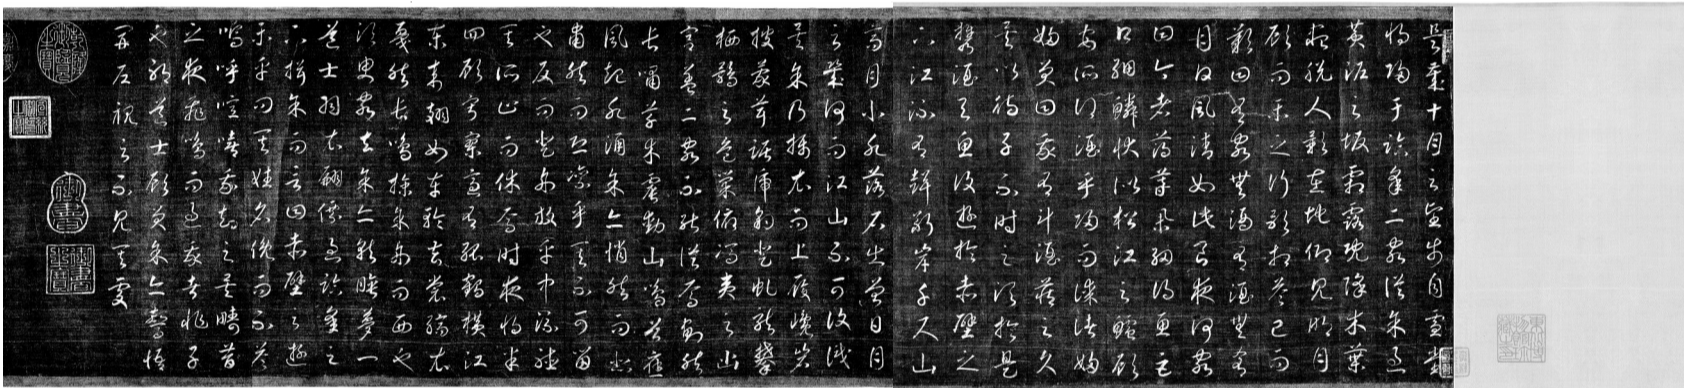 是歲十月之望步自雪堂
將歸于臨皋二客從余過
黃泥之坂霜露既降木葉
盡脫人影在地仰見明月
顧而樂之行歌相答已而
歎曰有客無酒有酒無肴
月白風清如此良夜何客
曰今者薄暮舉網得魚巨
口細鱗狀似松江之鱸顧
安所得酒乎歸而謀諸婦
婦曰我有斗酒藏之久
矣以待子不時之須於是
攜酒與魚復遊於赤壁之
下江流有聲斷岸千尺山
高月小水落石出曾日月
之幾何而江山不可復識
矣余乃攝衣而上履巉岩
披蒙茸踞虎豹登虬龍攀
栖鶻之危巢俯馮夷之幽
宮蓋二客不能從焉劃然
長嘯草木震動山鳴谷應
風起水涌余亦悄然而悲
肅然而恐凜乎其不可留
也反而登舟放乎中流聽
其所止而休焉時夜將半
四顧寂寥適有孤鶴橫江
東來翅如車輪玄裳縞衣
戛然長鳴掠余舟而西也
須臾客去余亦就睡夢一
道士羽衣翩僊過臨皋之
下揖余而言曰赤壁之遊
樂乎問其姓名俛而不答
嗚呼噫嘻我知之矣疇昔
之夜飛鳴而過我者非子
也耶道士顧笑余亦驚悟
開戶視之不見其處